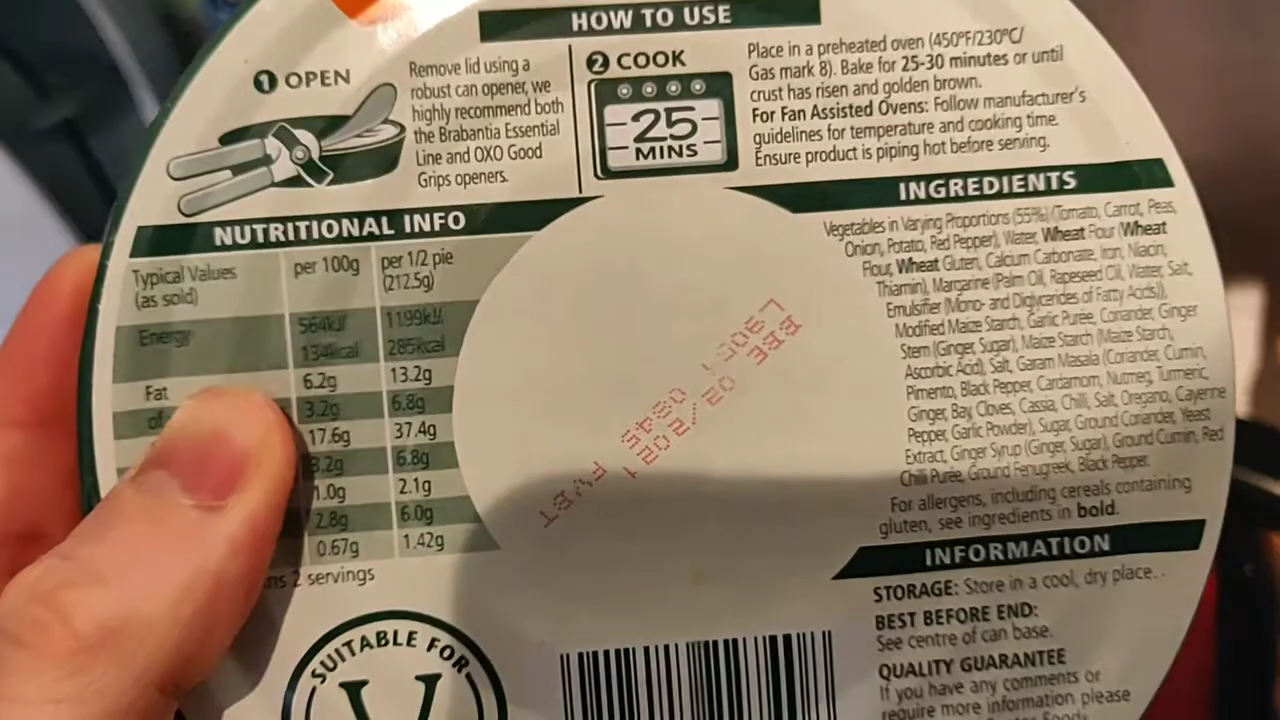 HOW TO USE
1 OPEN
Remove lid using a
robust can opener, we
highly recommend both
the Brabantia Essential
Line and OXO Good
Grips openers.
2 COOK
25
MINS
Place in a preheated oven (450°F/230°C/
Gas mark 8). Bake for 25-30 minutes or until
crust has risen and golden brown.
For Fan Assisted Ovens: Follow manufacturer's
guidelines for temperature and cooking time.
Ensure product is piping hot before serving.
NUTRITIONAL INFO
Typical Values per 100g per 1/2 pie
(as sold) (212.5g)
Energy 564kJ/ 1199kJ/
134kcal 285kcal
Fat 6.2g 13.2g
of 3.2g 6.8g
17.6g 37.4g
3.2g 6.8g
1.0g 2.1g
2.8g 6.0g
0.67g 1.42g
2 servings
SUITABLE FOR
V
BBE 02/2021
INGREDIENTS
Vegetables in Varying Proportions (55%) (Tomato, Carrot, Peas,
Onion, Potato, Red Pepper), Water, Wheat Flour (Wheat
Flour, Wheat Gluten, Calcium Carbonate, Iron, Niacin,
Thiamin), Margarine (Palm Oil, Rapeseed Oil, Water, Salt,
Emulsifier (Mono- and Diglycerides of Fatty Acids)),
Modified Maize Starch, Garlic Purée, Coriander, Ginger
Stem (Ginger, Sugar), Maize Starch (Maize Starch,
Ascorbic Acid), Salt, Garam Masala (Coriander, Cumin,
Pimento, Black Pepper, Cardamom, Nutmeg, Turmeric,
Ginger, Bay, Cloves, Cassia, Chilli, Salt, Oregano, Cayenne
Pepper, Garlic Powder), Sugar, Ground Coriander, Yeast
Extract, Ginger Syrup (Ginger, Sugar), Ground Cumin, Red
Chilli Purée, Ground Fenugreek, Black Pepper.
For allergens, including cereals containing
gluten, see ingredients in bold.
INFORMATION
STORAGE: Store in a cool, dry place.
BEST BEFORE END:
See centre of can base.
QUALITY GUARANTEE
If you have any comments or
require more information please